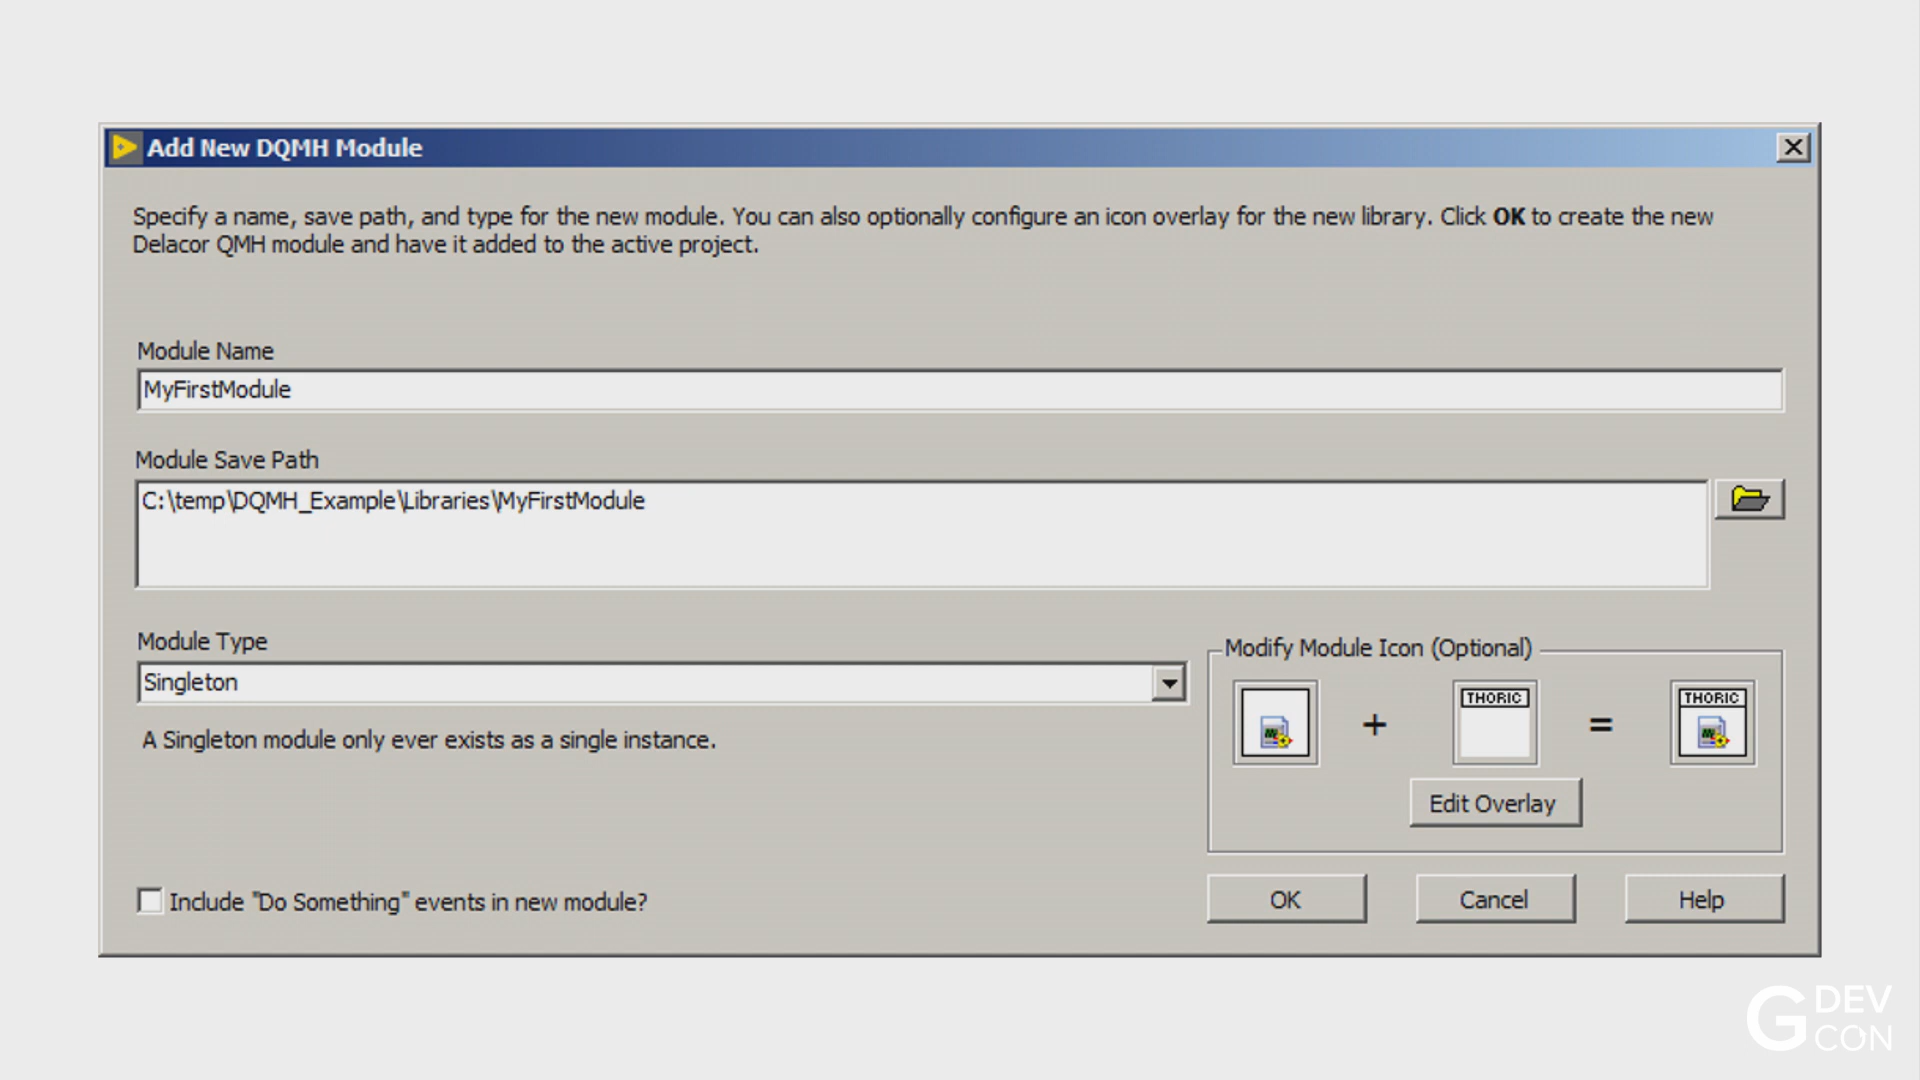 Add New DQMH Module
Specify a name, save path, and type for the new module. You can also optionally configure an icon overlay for the new library. Click OK to create the new
Delacor QMH module and have it added to the active project.
Module Name
MyFirstModule
Module Save Path
C:\temp\DQMH_Example\Libraries\MyFirstModule
Module Type
Singleton
A Singleton module only ever exists as a single instance.
Modify Module Icon (Optional)
THORIC
THORIC
+
=
Edit Overlay
Include "Do Something" events in new module?
OK
Cancel
Help
G DEV
CON